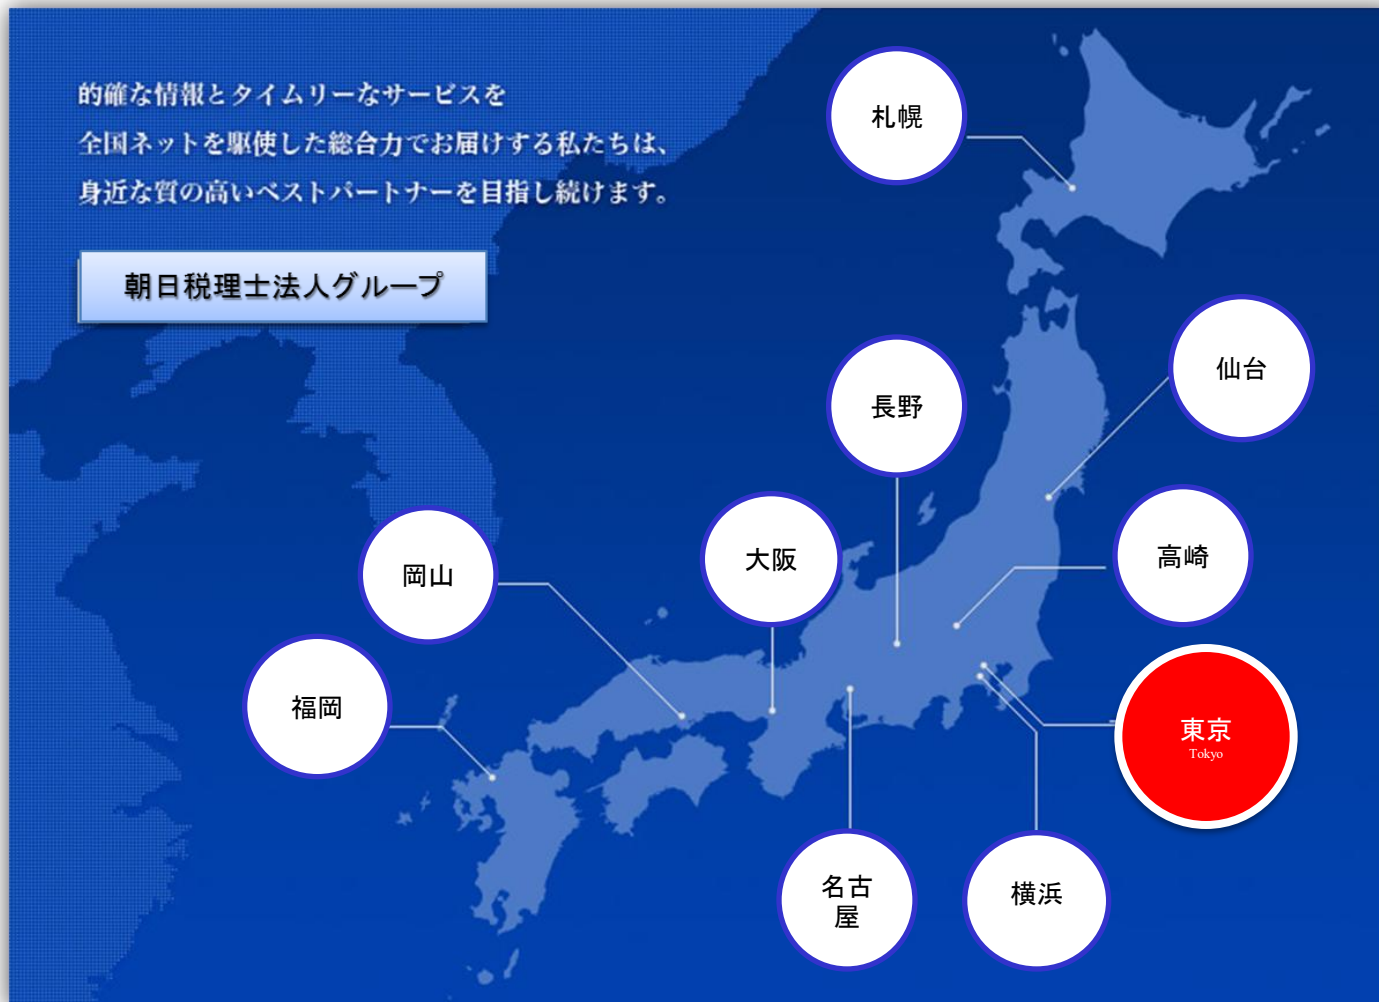 的確な情報とタイムリーなサービスを
全国ネットを駆使した総合力でお届けする私たちは、
身近な質の高いベストパートナーを目指し続けます。
朝日税理士法人グループ
札幌
仙台
長野
高崎
大阪
岡山
福岡
東京
Tokyo
名古
屋
横浜